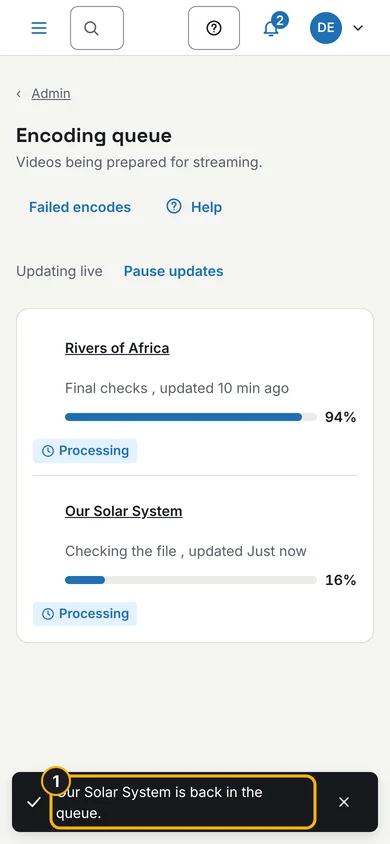 2
DE
‹ Admin
Encoding queue
Videos being prepared for streaming.
Failed encodes
Help
Updating live
Pause updates
Rivers of Africa
Final checks , updated 10 min ago
94%
Processing
Our Solar System
Checking the file , updated Just now
16%
Processing
1
Our Solar System is back in the
queue.